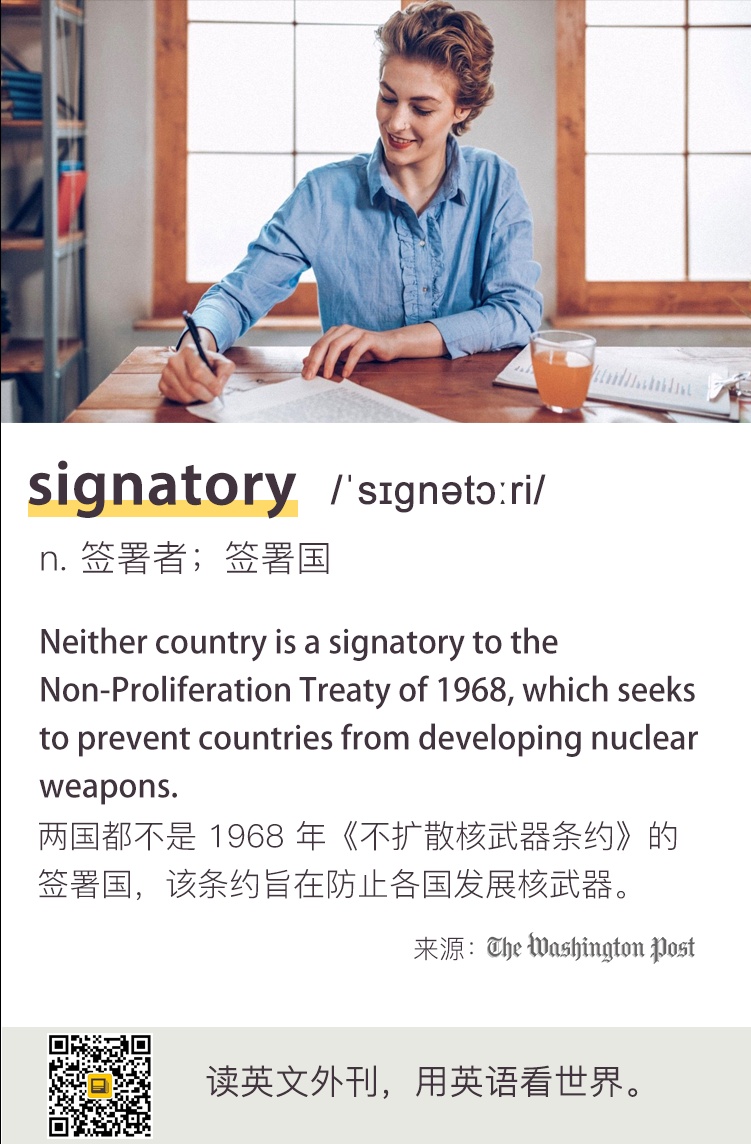 signatory /ˈsɪɡnətɔːri/
n. 签署者；签署国
Neither country is a signatory to the
Non-Proliferation Treaty of 1968, which seeks
to prevent countries from developing nuclear
weapons.
两国都不是 1968 年《不扩散核武器条约》的
签署国，该条约旨在防止各国发展核武器。
来源：The Washington Post
读英文外刊，用英语看世界。